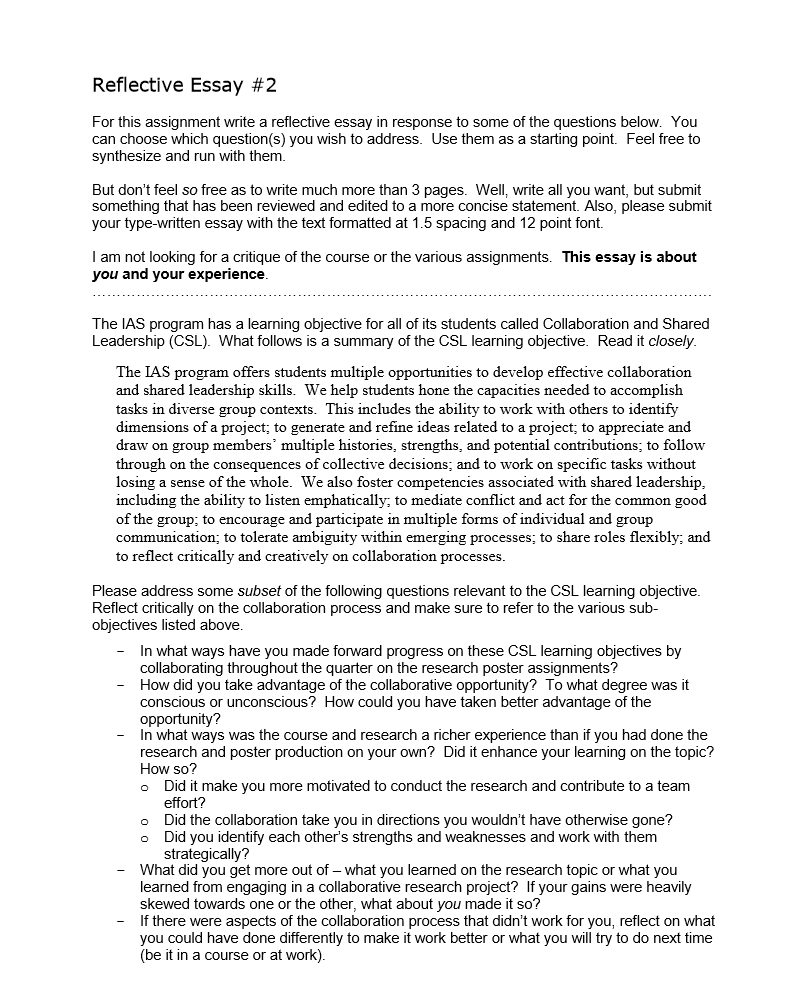 Reflective Essay #2
For this assignment write a reflective essay in response to some of the questions below.  You
can choose which question(s) you wish to address.  Use them as a starting point.  Feel free to
synthesize and run with them.
But don't feel so free as to write much more than 3 pages.  Well, write all you want, but submit
something that has been reviewed and edited to a more concise statement. Also, please submit
your type-written essay with the text formatted at 1.5 spacing and 12 point font.
I am not looking for a critique of the course or the various assignments.  This essay is about
you and your experience.
The IAS program has a learning objective for all of its students called Collaboration and Shared
Leadership (CSL).  What follows is a summary of the CSL learning objective.  Read it closely.
The IAS program offers students multiple opportunities to develop effective collaboration
and shared leadership skills.  We help students hone the capacities needed to accomplish
tasks in diverse group contexts.  This includes the ability to work with others to identify
dimensions of a project; to generate and refine ideas related to a project; to appreciate and
draw on group members' multiple histories, strengths, and potential contributions; to follow
through on the consequences of collective decisions; and to work on specific tasks without
losing a sense of the whole.  We also foster competencies associated with shared leadership,
including the ability to listen emphatically; to mediate conflict and act for the common good
of the group; to encourage and participate in multiple forms of individual and group
communication; to tolerate ambiguity within emerging processes; to share roles flexibly; and
to reflect critically and creatively on collaboration processes.
Please address some subset of the following questions relevant to the CSL learning objective.
Reflect critically on the collaboration process and make sure to refer to the various sub-
objectives listed above.
– In what ways have you made forward progress on these CSL learning objectives by
collaborating throughout the quarter on the research poster assignments?
– How did you take advantage of the collaborative opportunity?  To what degree was it
conscious or unconscious?  How could you have taken better advantage of the
opportunity?
– In what ways was the course and research a richer experience than if you had done the
research and poster production on your own?  Did it enhance your learning on the topic?
How so?
o Did it make you more motivated to conduct the research and contribute to a team
effort?
o Did the collaboration take you in directions you wouldn't have otherwise gone?
o Did you identify each other's strengths and weaknesses and work with them
strategically?
– What did you get more out of – what you learned on the research topic or what you
learned from engaging in a collaborative research project?  If your gains were heavily
skewed towards one or the other, what about you made it so?
– If there were aspects of the collaboration process that didn't work for you, reflect on what
you could have done differently to make it work better or what you will try to do next time
(be it in a course or at work).